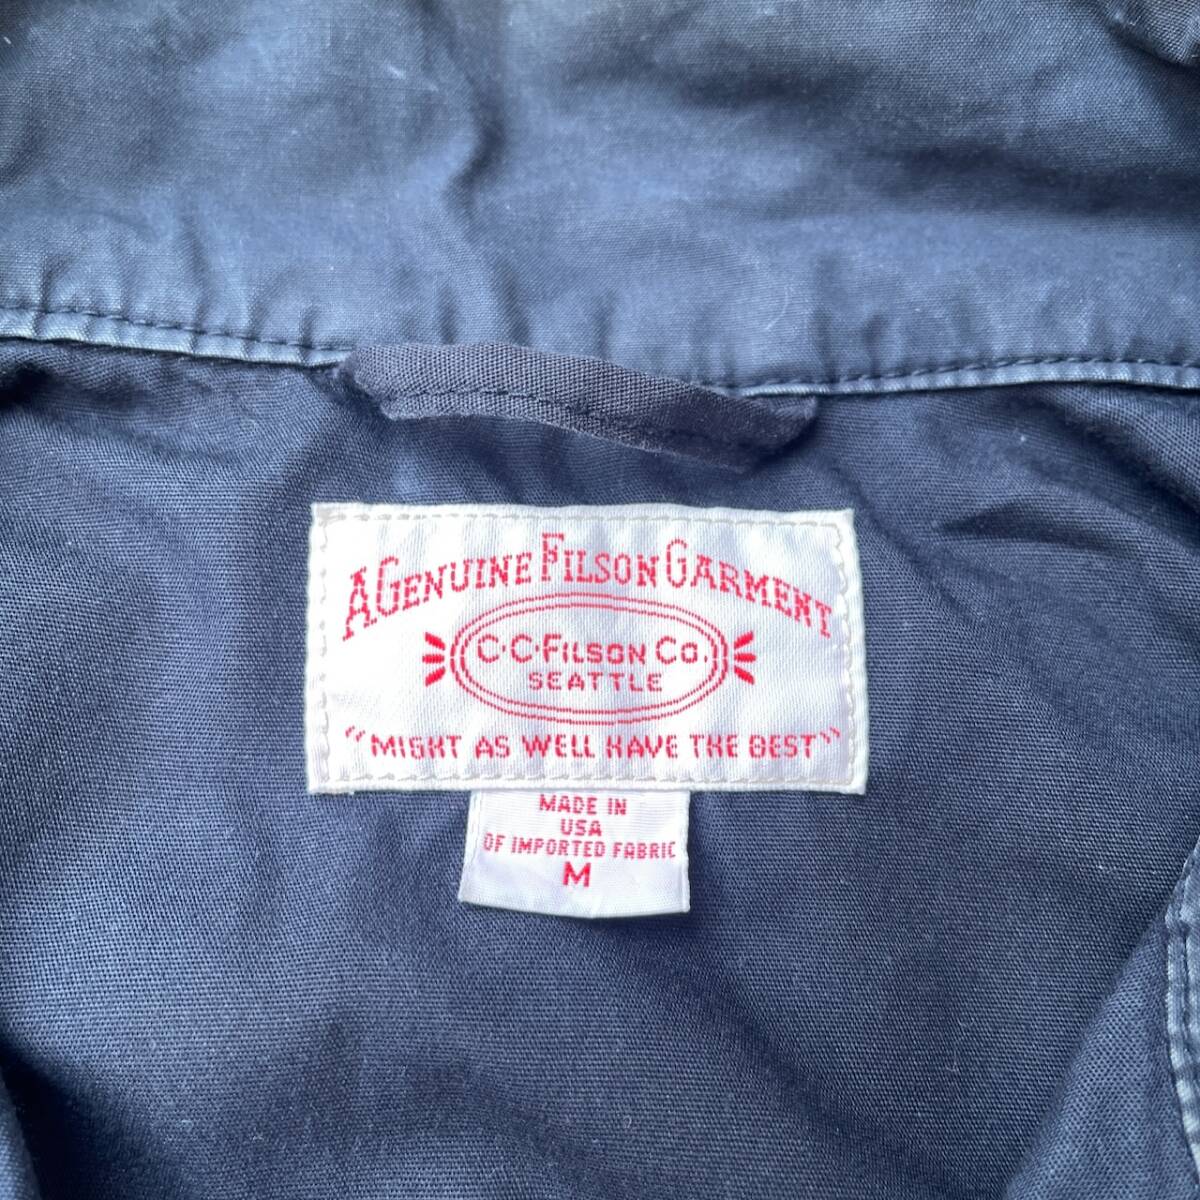 A GENUINE FILSON GARMENT
C·C·FILSON CO.
SEATTLE
"MIGHT AS WELL HAVE THE BEST"
MADE IN
USA
OF IMPORTED FABRIC
M